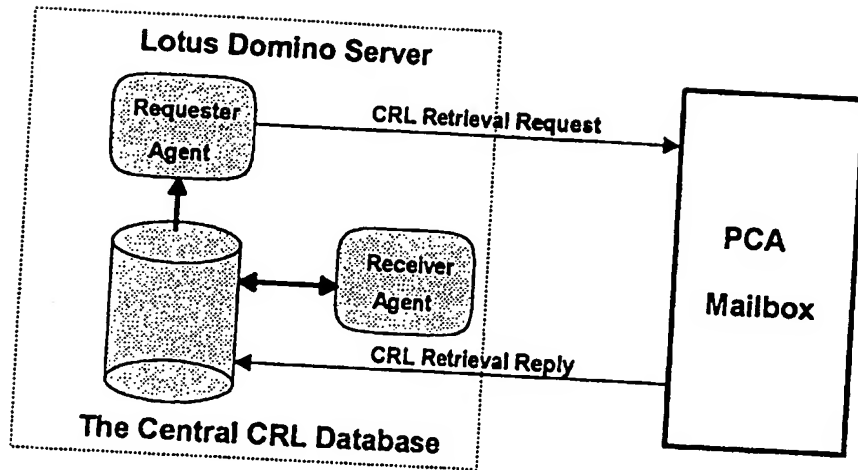 Lotus Domino Server
Requester
Agent
CRL Retrieval Request
PCA
Mailbox
Receiver
Agent
CRL Retrieval Reply
The Central CRL Database